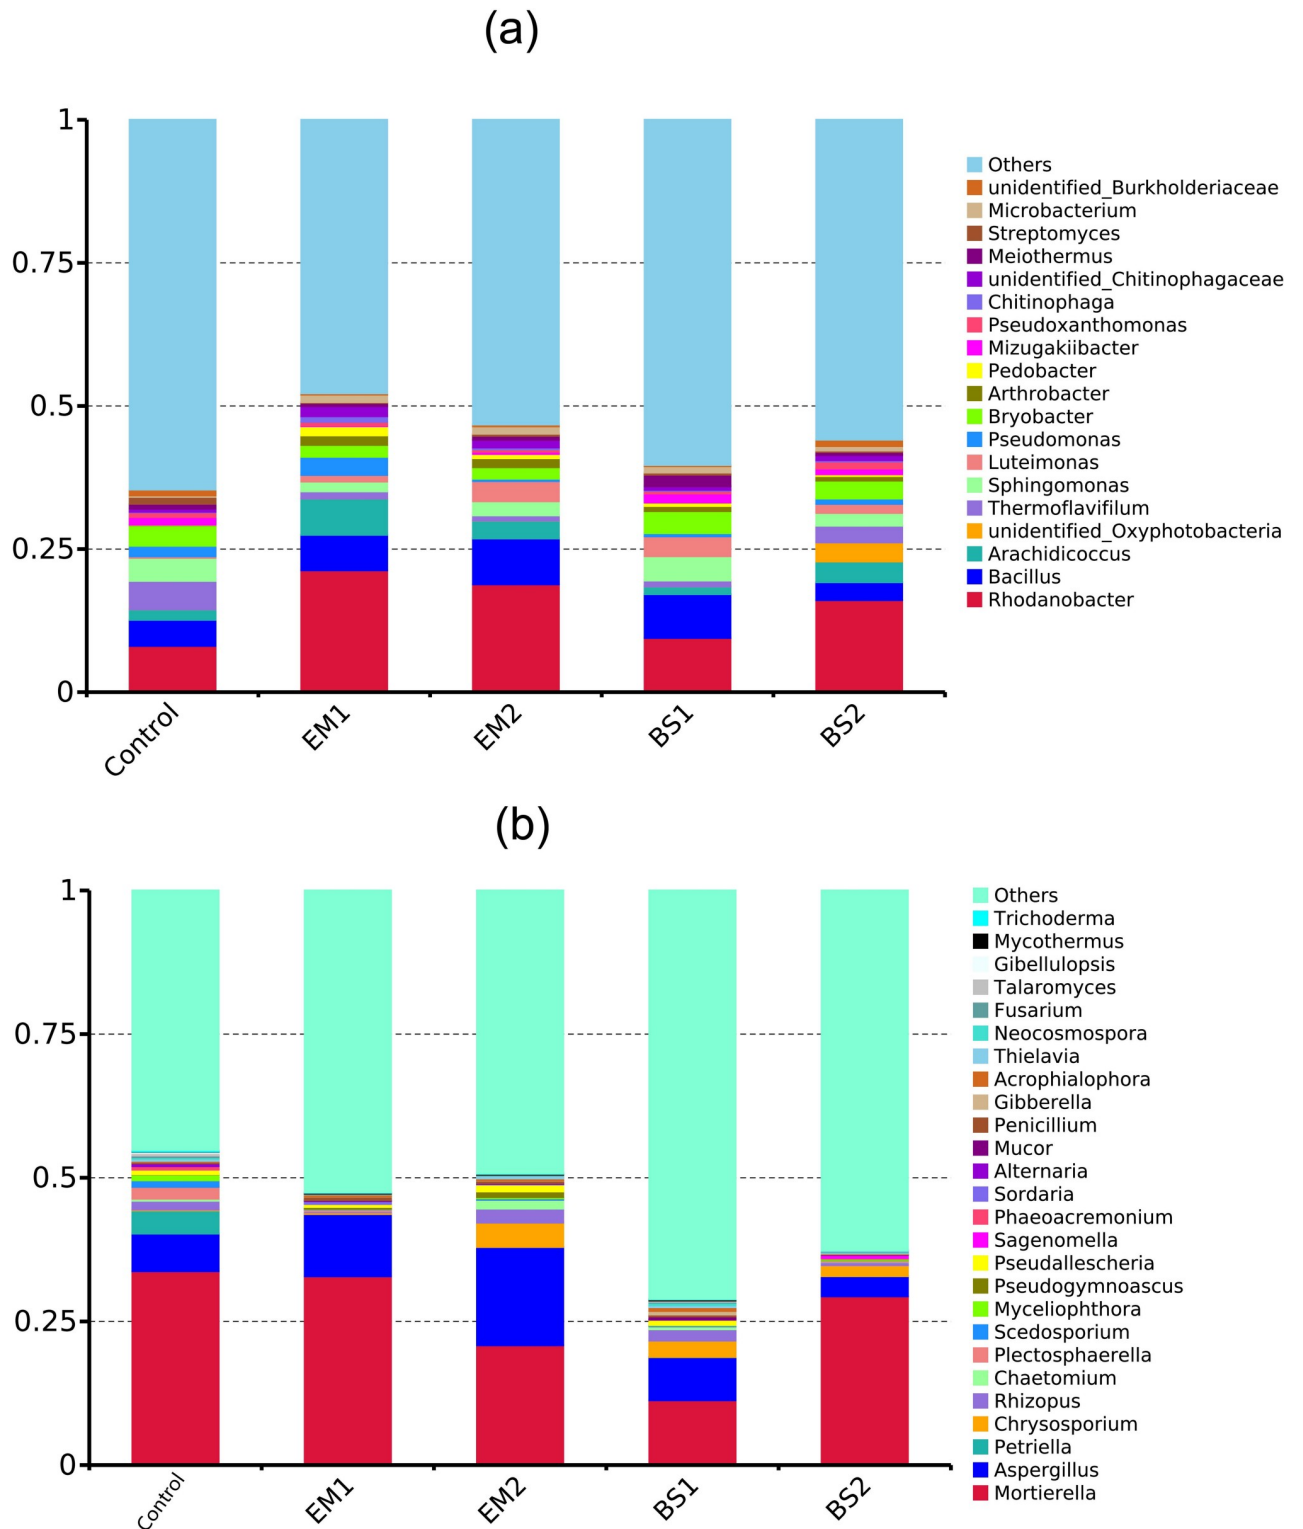 (a)
1
0.75
0.5
0.25
0
Control
EM1
EM2
BS1
BS2
Others
unidentified_Burkholderiaceae
Microbacterium
Streptomyces
Meiothermus
unidentified_Chitinophagaceae
Chitinophaga
Pseudoxanthomonas
Mizugakiibacter
Pedobacter
Arthrobacter
Bryobacter
Pseudomonas
Luteimonas
Sphingomonas
Thermoflavifilum
unidentified_Oxyphotobacteria
Arachidicoccus
Bacillus
Rhodanobacter
(b)
1
0.75
0.5
0.25
0
Control
EM1
EM2
BS1
BS2
Others
Trichoderma
Mycothermus
Gibellulopsis
Talaromyces
Fusarium
Neocosmospora
Thielavia
Acrophialophora
Gibberella
Penicillium
Mucor
Alternaria
Sordaria
Phaeoacremonium
Sagenomella
Pseudallescheria
Pseudogymnoascus
Myceliophthora
Scedosporium
Plectosphaerella
Chaetomium
Rhizopus
Chrysosporium
Petriella
Aspergillus
Mortierella